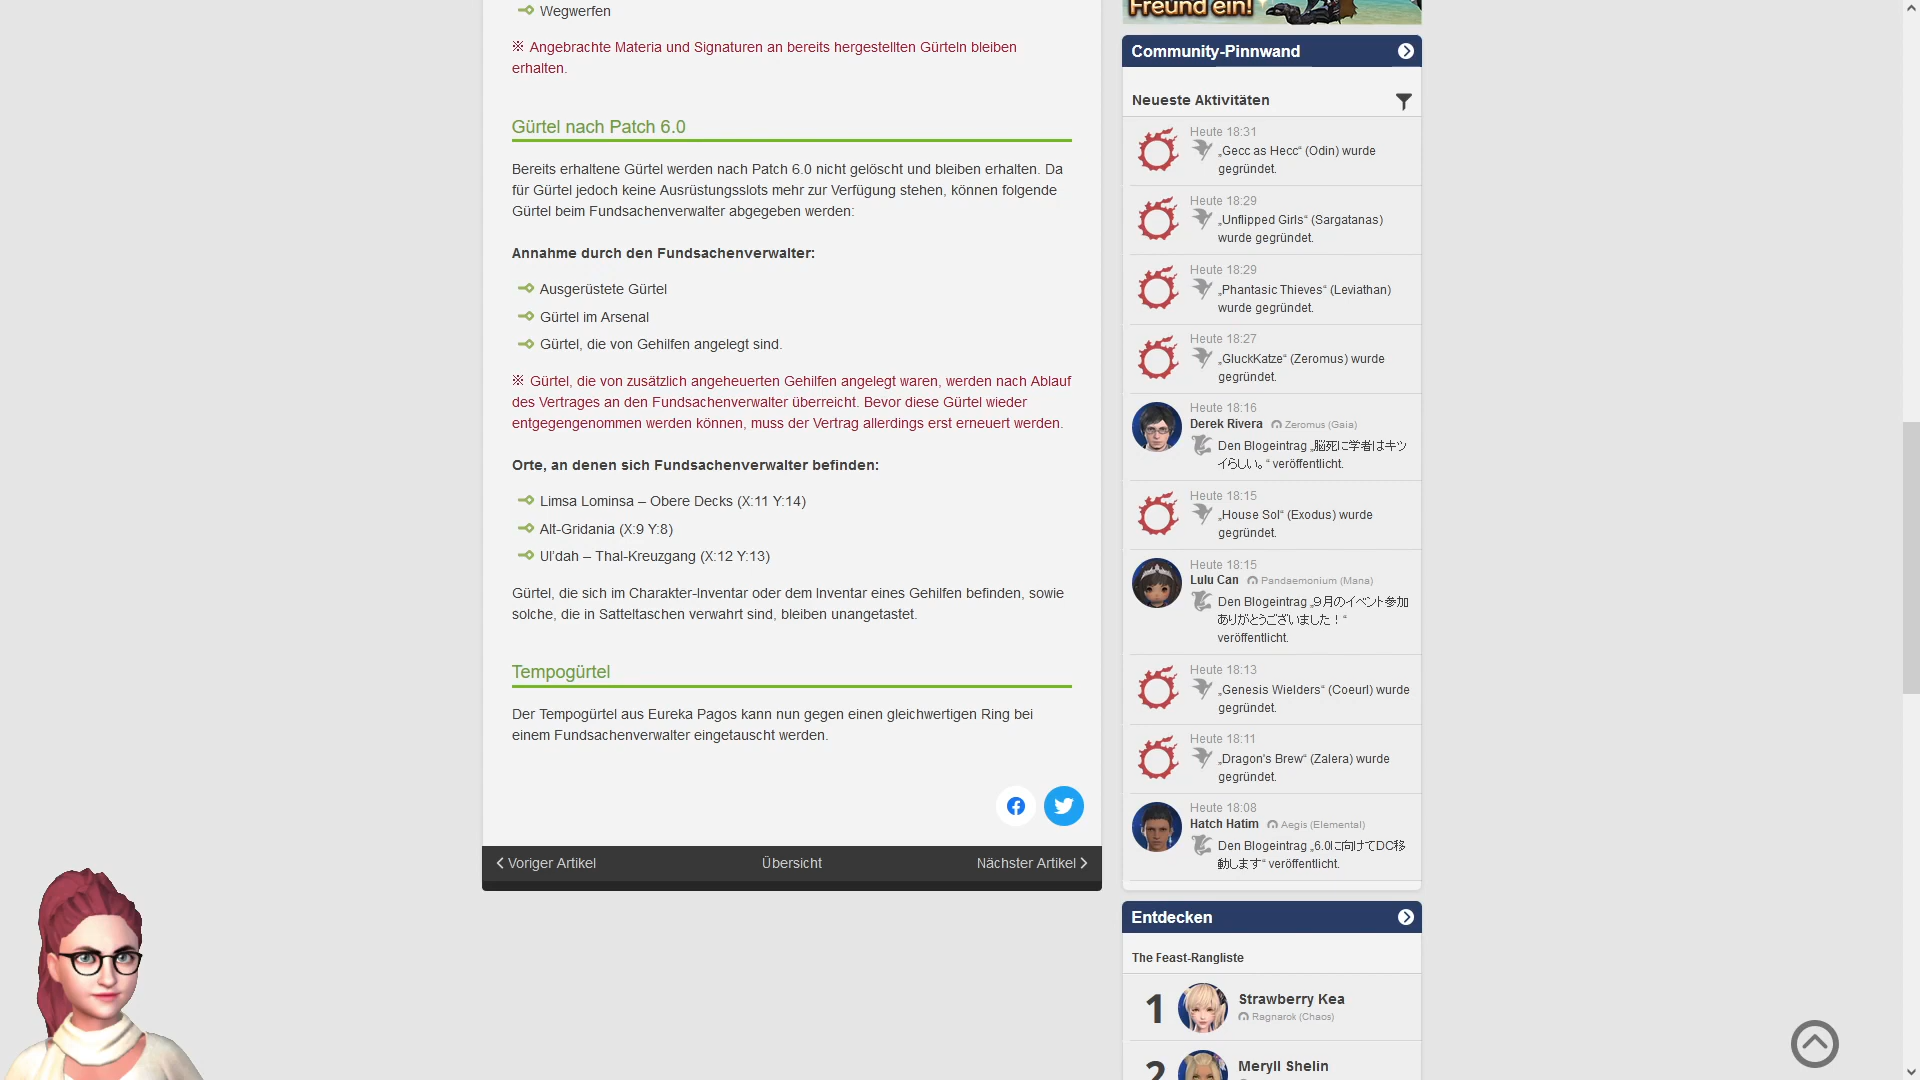 Wegwerfen
※ Angebrachte Materia und Signaturen an bereits hergestellten Gürteln bleiben
erhalten.
Gürtel nach Patch 6.0
Bereits erhaltene Gürtel werden nach Patch 6.0 nicht gelöscht und bleiben erhalten. Da
für Gürtel jedoch keine Ausrüstungsslots mehr zur Verfügung stehen, können folgende
Gürtel beim Fundsachenverwalter abgegeben werden:
Annahme durch den Fundsachenverwalter:
Ausgerüstete Gürtel
Gürtel im Arsenal
Gürtel, die von Gehilfen angelegt sind.
※ Gürtel, die von zusätzlich angeheuerten Gehilfen angelegt waren, werden nach Ablauf
des Vertrages an den Fundsachenverwalter überreicht. Bevor diese Gürtel wieder
entgegengenommen werden können, muss der Vertrag allerdings erst erneuert werden.
Orte, an denen sich Fundsachenverwalter befinden:
Limsa Lominsa – Obere Decks (X:11 Y:14)
Alt-Gridania (X:9 Y:8)
Ul'dah – Thal-Kreuzgang (X:12 Y:13)
Gürtel, die sich im Charakter-Inventar oder dem Inventar eines Gehilfen befinden, sowie
solche, die in Satteltaschen verwahrt sind, bleiben unangetastet.
Tempogürtel
Der Tempogürtel aus Eureka Pagos kann nun gegen einen gleichwertigen Ring bei
einem Fundsachenverwalter eingetauscht werden.
Voriger Artikel
Übersicht
Nächster Artikel
Freund ein!
Community-Pinnwand
Neueste Aktivitäten
Heute 18:31
„Gecc as Hecc“ (Odin) wurde
gegründet.
Heute 18:29
„Unflipped Girls“ (Sargatanas)
wurde gegründet.
Heute 18:29
„Phantasic Thieves“ (Leviathan)
wurde gegründet.
Heute 18:27
„GluckKatze“ (Zeromus) wurde
gegründet.
Heute 18:16
Derek Rivera Zeromus (Gaia)
Den Blogeintrag „脳死に学者はキツ
イらしい。“ veröffentlicht.
Heute 18:15
„House Sol“ (Exodus) wurde
gegründet.
Heute 18:15
Lulu Can Pandaemonium (Mana)
Den Blogeintrag „９月のイベント参加
ありがとうございました！“
veröffentlicht.
Heute 18:13
„Genesis Wielders“ (Coeurl) wurde
gegründet.
Heute 18:11
„Dragon's Brew“ (Zalera) wurde
gegründet.
Heute 18:08
Hatch Hatim Aegis (Elemental)
Den Blogeintrag „6.0に向けてDC移
動します“ veröffentlicht.
Entdecken
The Feast-Rangliste
1 Strawberry Kea
Ragnarok (Chaos)
2 Meryll Shelin